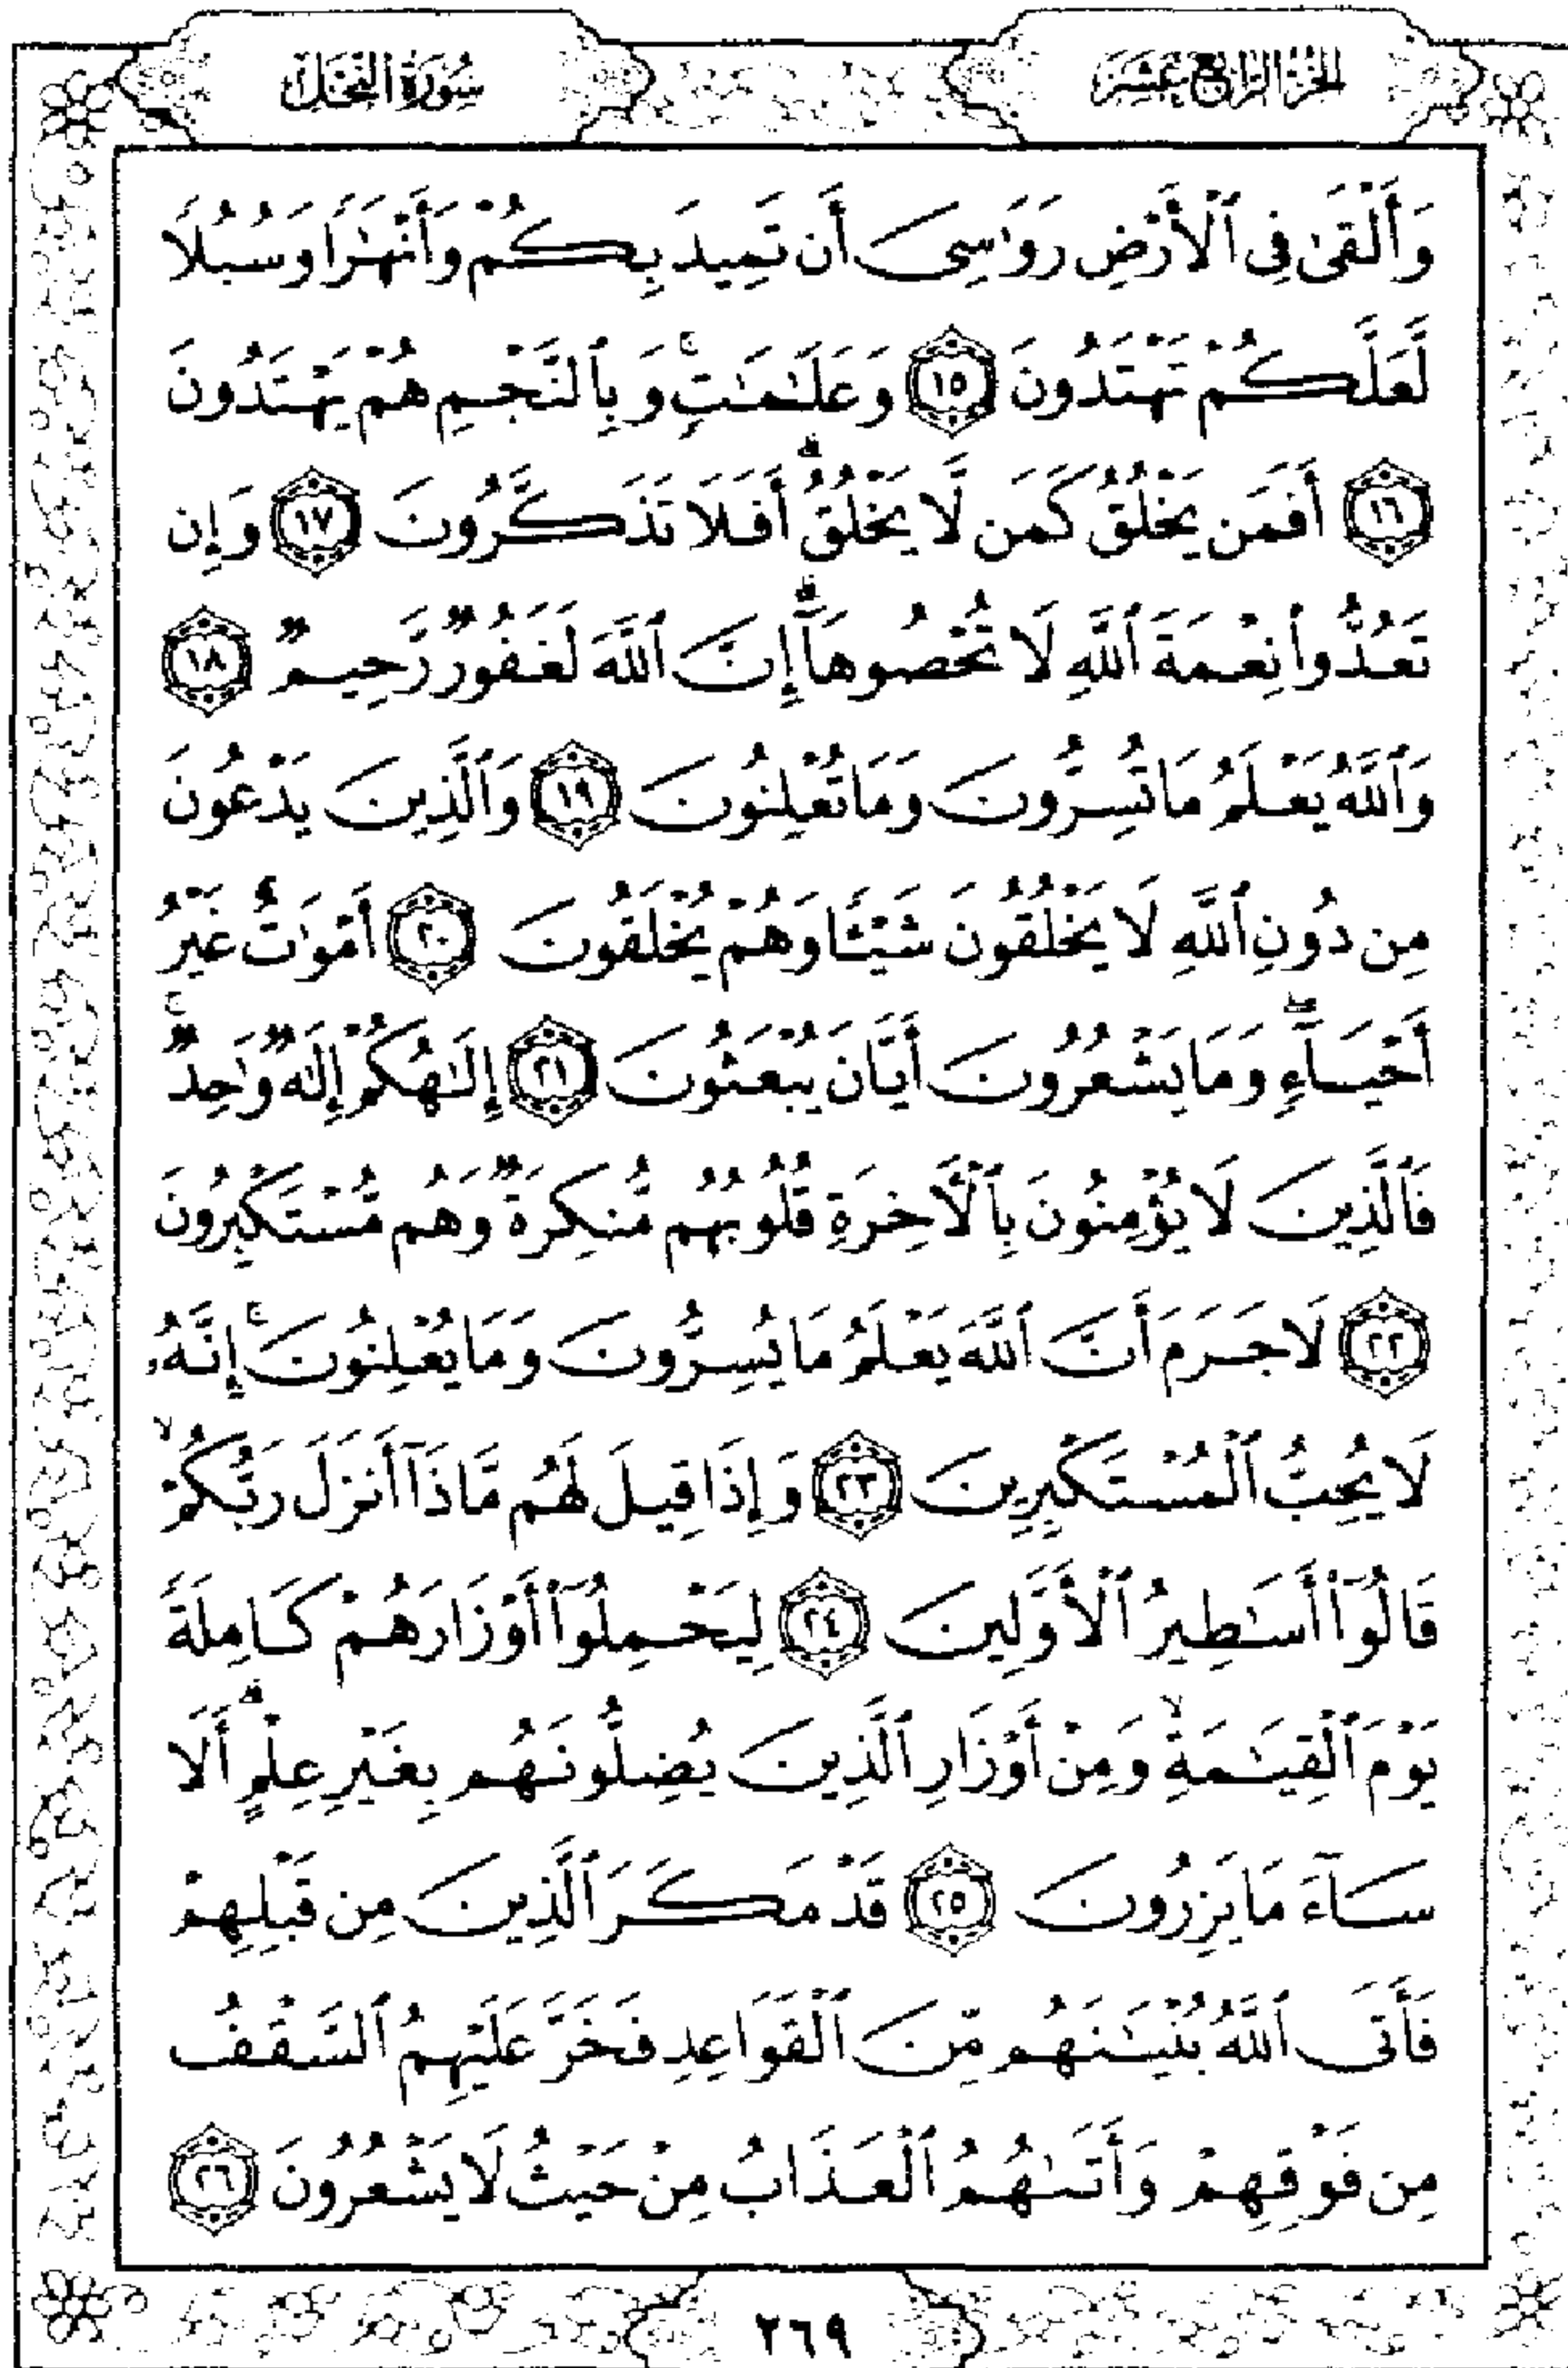 الجزء الرابع عشر
سورة النحل
وَأَلْقَىٰ فِي ٱلْأَرْضِ رَوَٰسِيَ أَن تَمِيدَ بِكُمْ وَأَنْهَٰرًا وَسُبُلًا
لَّعَلَّكُمْ تَهْتَدُونَ ١٥ وَعَلَٰمَٰتٍۚ وَبِٱلنَّجْمِ هُمْ يَهْتَدُونَ
١٦ أَفَمَن يَخْلُقُ كَمَن لَّا يَخْلُقُۗ أَفَلَا تَذَكَّرُونَ ١٧ وَإِن
تَعُدُّوا۟ نِعْمَةَ ٱللَّهِ لَا تُحْصُوهَآۗ إِنَّ ٱللَّهَ لَغَفُورٌ رَّحِيمٌ ١٨
وَٱللَّهُ يَعْلَمُ مَا تُسِرُّونَ وَمَا تُعْلِنُونَ ١٩ وَٱلَّذِينَ يَدْعُونَ
مِن دُونِ ٱللَّهِ لَا يَخْلُقُونَ شَيْـًٔا وَهُمْ يُخْلَقُونَ ٢٠ أَمْوَٰتٌ غَيْرُ
أَحْيَآءٍۖ وَمَا يَشْعُرُونَ أَيَّانَ يُبْعَثُونَ ٢١ إِلَٰهُكُمْ إِلَٰهٌ وَٰحِدٌۚ
فَٱلَّذِينَ لَا يُؤْمِنُونَ بِٱلْآخِرَةِ قُلُوبُهُم مُّنكِرَةٌ وَهُم مُّسْتَكْبِرُونَ
٢٢ لَا جَرَمَ أَنَّ ٱللَّهَ يَعْلَمُ مَا يُسِرُّونَ وَمَا يُعْلِنُونَۚ إِنَّهُۥ
لَا يُحِبُّ ٱلْمُسْتَكْبِرِينَ ٢٣ وَإِذَا قِيلَ لَهُم مَّاذَآ أَنزَلَ رَبُّكُمْۙ
قَالُوٓا۟ أَسَٰطِيرُ ٱلْأَوَّلِينَ ٢٤ لِيَحْمِلُوٓا۟ أَوْزَارَهُمْ كَامِلَةً
يَوْمَ ٱلْقِيَٰمَةِۙ وَمِنْ أَوْزَارِ ٱلَّذِينَ يُضِلُّونَهُم بِغَيْرِ عِلْمٍۗ أَلَا
سَآءَ مَا يَزِرُونَ ٢٥ قَدْ مَكَرَ ٱلَّذِينَ مِن قَبْلِهِمْ
فَأَتَى ٱللَّهُ بُنْيَٰنَهُم مِّنَ ٱلْقَوَاعِدِ فَخَرَّ عَلَيْهِمُ ٱلسَّقْفُ
مِن فَوْقِهِمْ وَأَتَىٰهُمُ ٱلْعَذَابُ مِنْ حَيْثُ لَا يَشْعُرُونَ ٢٦
٢٦٩